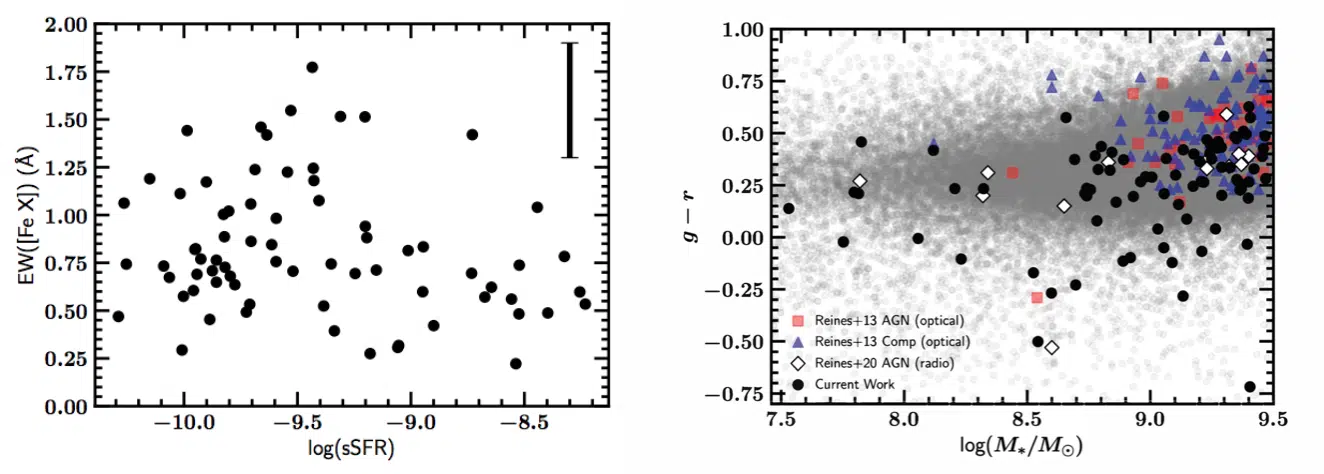 2.00
1.75
1.50
1.25
1.00
0.75
0.50
0.25
0.00
EW([Fe X]) (Å)
−10.0 −9.5 −9.0 −8.5
log(sSFR)
1.00
0.75
0.50
0.25
0.00
−0.25
−0.50
−0.75
g − r
Reines+13 AGN (optical)
Reines+13 Comp (optical)
Reines+20 AGN (radio)
Current Work
7.5 8.0 8.5 9.0 9.5
log(M*/M⊙)